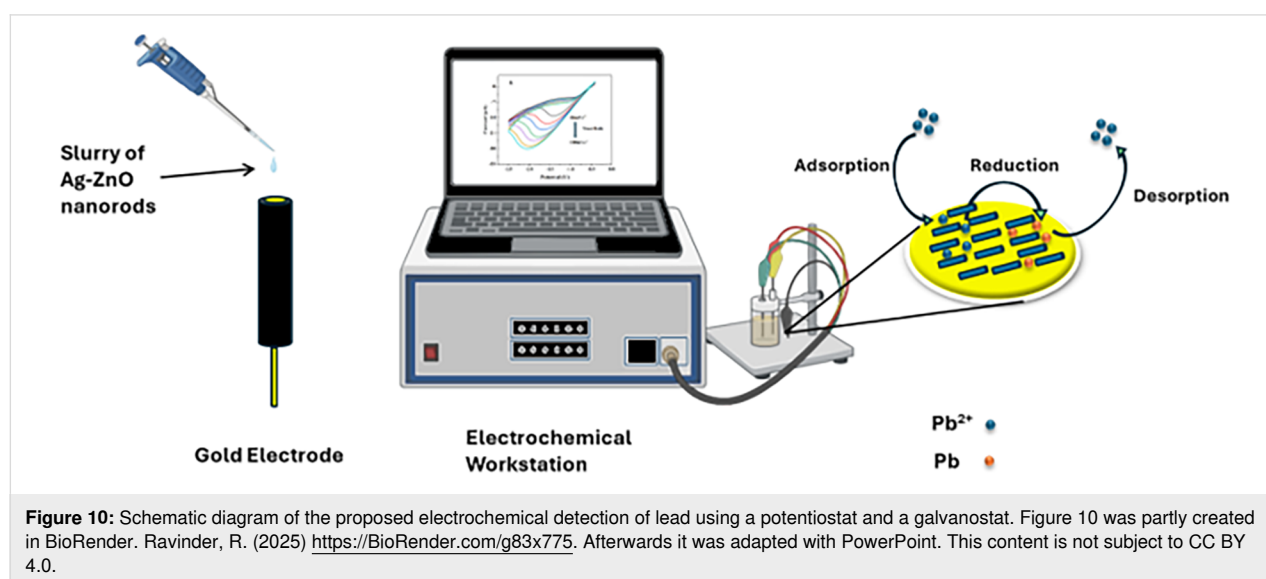 Slurry of
Ag-ZnO
nanorods
Gold Electrode
Electrochemical
Workstation
Adsorption
Reduction
Desorption
Pb²⁺
Pb
Figure 10: Schematic diagram of the proposed electrochemical detection of lead using a potentiostat and a galvanostat. Figure 10 was partly created
in BioRender. Ravinder, R. (2025) https://BioRender.com/g83x775. Afterwards it was adapted with PowerPoint. This content is not subject to CC BY
4.0.